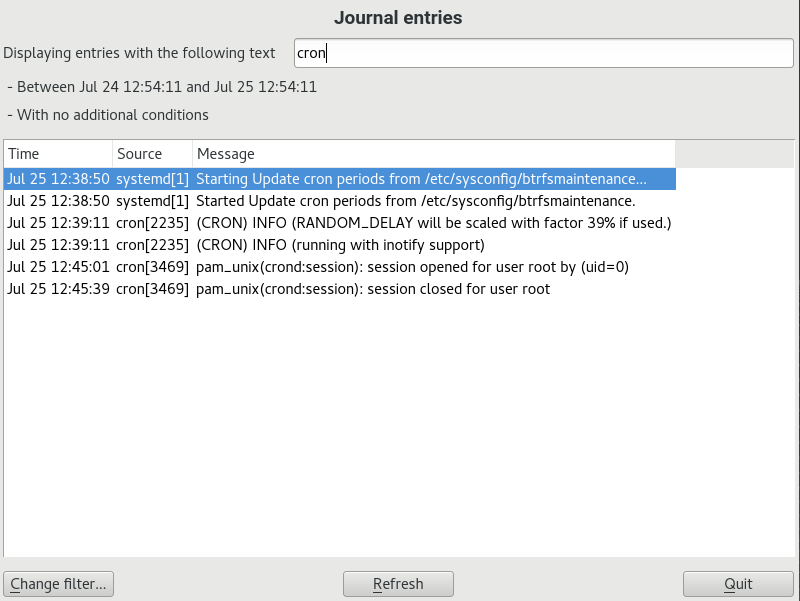 Journal entries
Displaying entries with the following text cron
- Between Jul 24 12:54:11 and Jul 25 12:54:11
- With no additional conditions
Time Source Message
Jul 25 12:38:50 systemd[1] Starting Update cron periods from /etc/sysconfig/btrfsmaintenance...
Jul 25 12:38:50 systemd[1] Started Update cron periods from /etc/sysconfig/btrfsmaintenance.
Jul 25 12:39:11 cron[2235] (CRON) INFO (RANDOM_DELAY will be scaled with factor 39% if used.)
Jul 25 12:39:11 cron[2235] (CRON) INFO (running with inotify support)
Jul 25 12:45:01 cron[3469] pam_unix(crond:session): session opened for user root by (uid=0)
Jul 25 12:45:39 cron[3469] pam_unix(crond:session): session closed for user root
Change filter... Refresh Quit